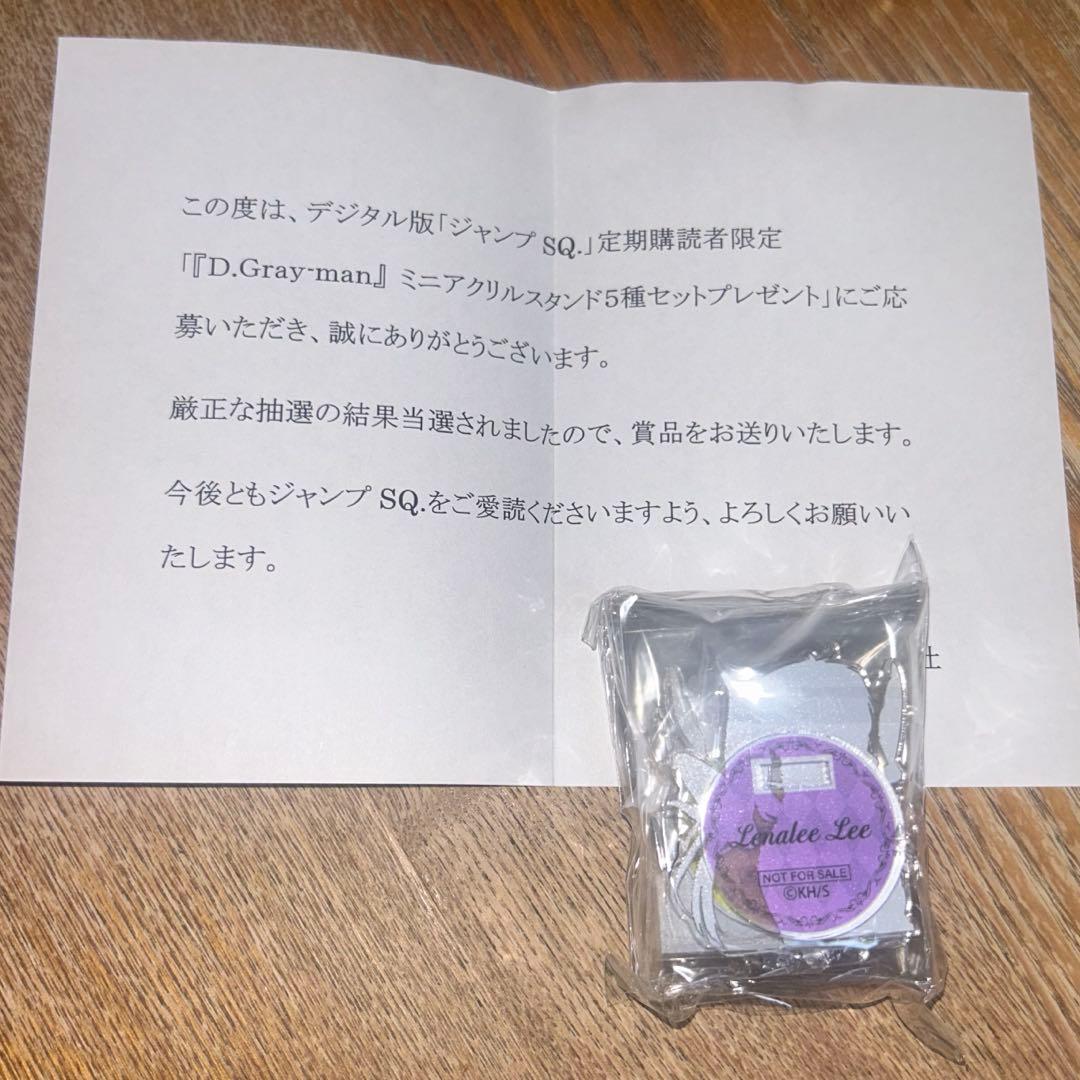 この度は、デジタル版「ジャンプ SQ.」定期購読者限定
「『D.Gray-man』 ミニアクリルスタンド5種セットプレゼント」にご応
募いただき、誠にありがとうございます。
厳正な抽選の結果当選されましたので、賞品をお送りいたします。
今後ともジャンプ SQ.をご愛読くださいますよう、よろしくお願いい
たします。
Lenalee Lee
NOT FOR SALE
©KH/S